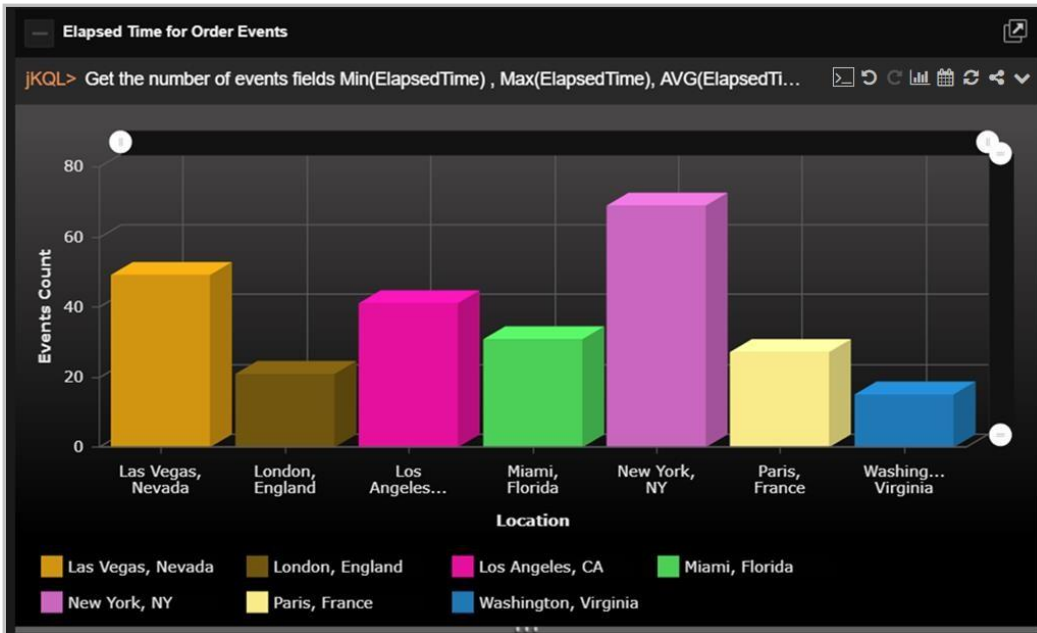 Elapsed Time for Order Events
jKQL> Get the number of events fields Min(ElapsedTime) , Max(ElapsedTime), AVG(ElapsedTi...
80
60
40
20
0
Events Count
Las Vegas,
Nevada
London,
England
Los
Angeles...
Miami,
Florida
New York,
NY
Paris,
France
Washing...
Virginia
Location
Las Vegas, Nevada
London, England
Los Angeles, CA
Miami, Florida
New York, NY
Paris, France
Washington, Virginia